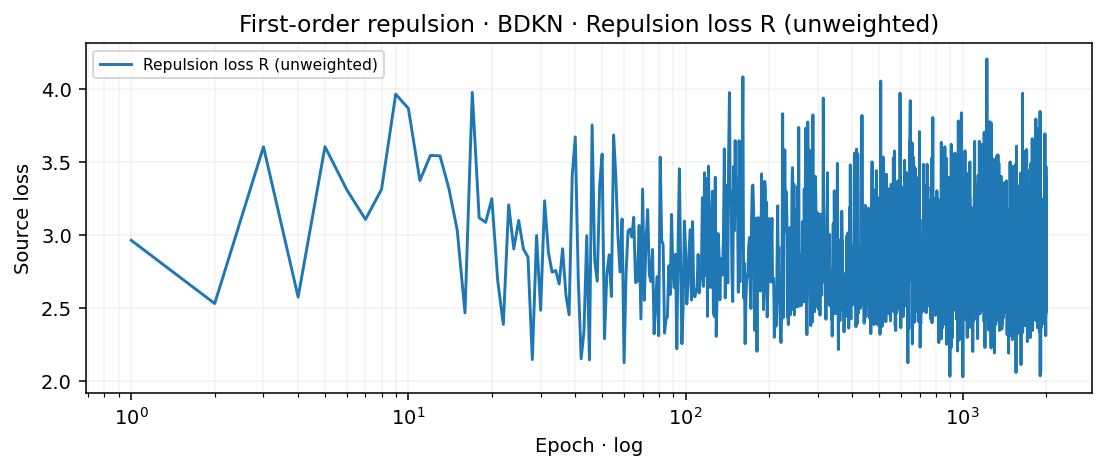 First-order repulsion · BDKN · Repulsion loss R (unweighted)
Repulsion loss R (unweighted)
Source loss
4.0
3.5
3.0
2.5
2.0
10⁰ 10¹ 10² 10³
Epoch · log